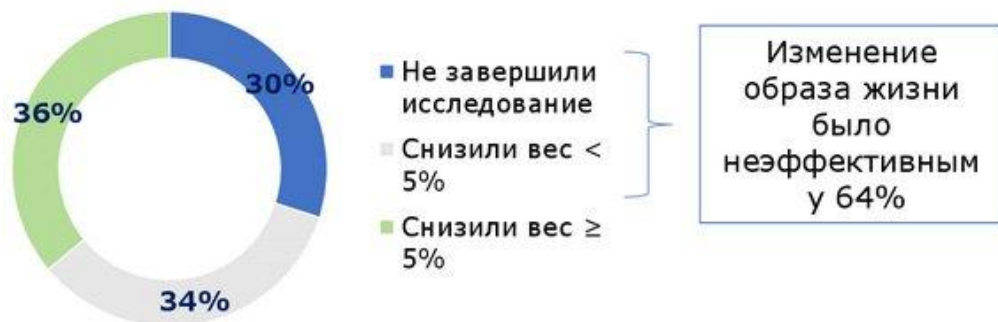 36%
30%
34%
Не завершили
исследование
Снизили вес <
5%
Снизили вес ≥
5%
Изменение
образа жизни
было
неэффективным
у 64%